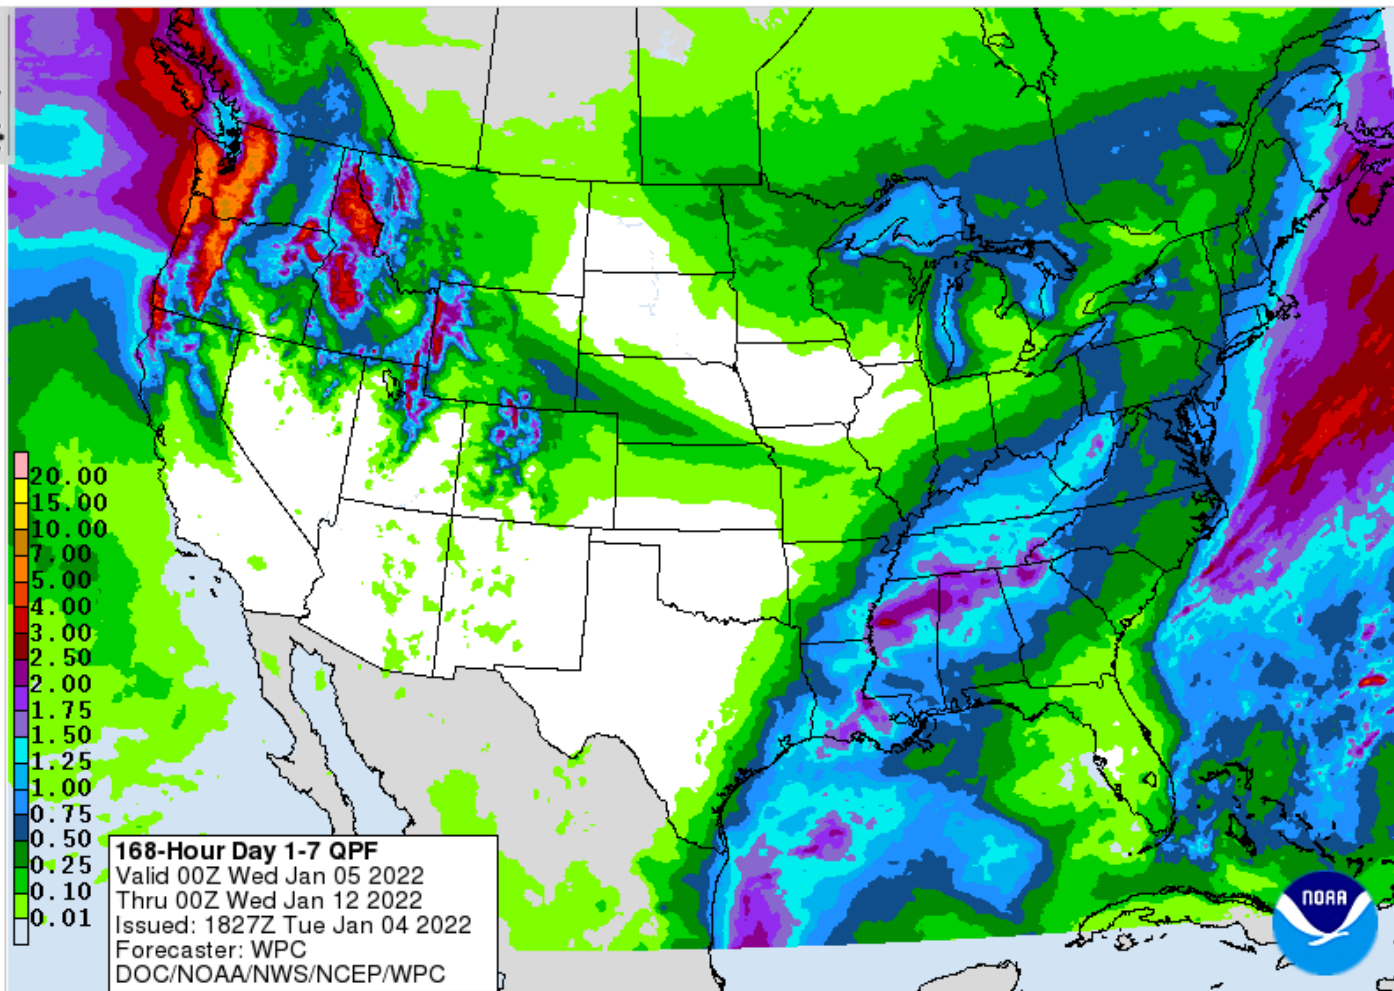 20.00
15.00
10.00
7.00
5.00
4.00
3.00
2.50
2.00
1.75
1.50
1.25
1.00
0.75
0.50
0.25
0.10
0.01
168-Hour Day 1-7 QPF
Valid 00Z Wed Jan 05 2022
Thru 00Z Wed Jan 12 2022
Issued: 1827Z Tue Jan 04 2022
Forecaster: WPC
DOC/NOAA/NWS/NCEP/WPC
NOAA